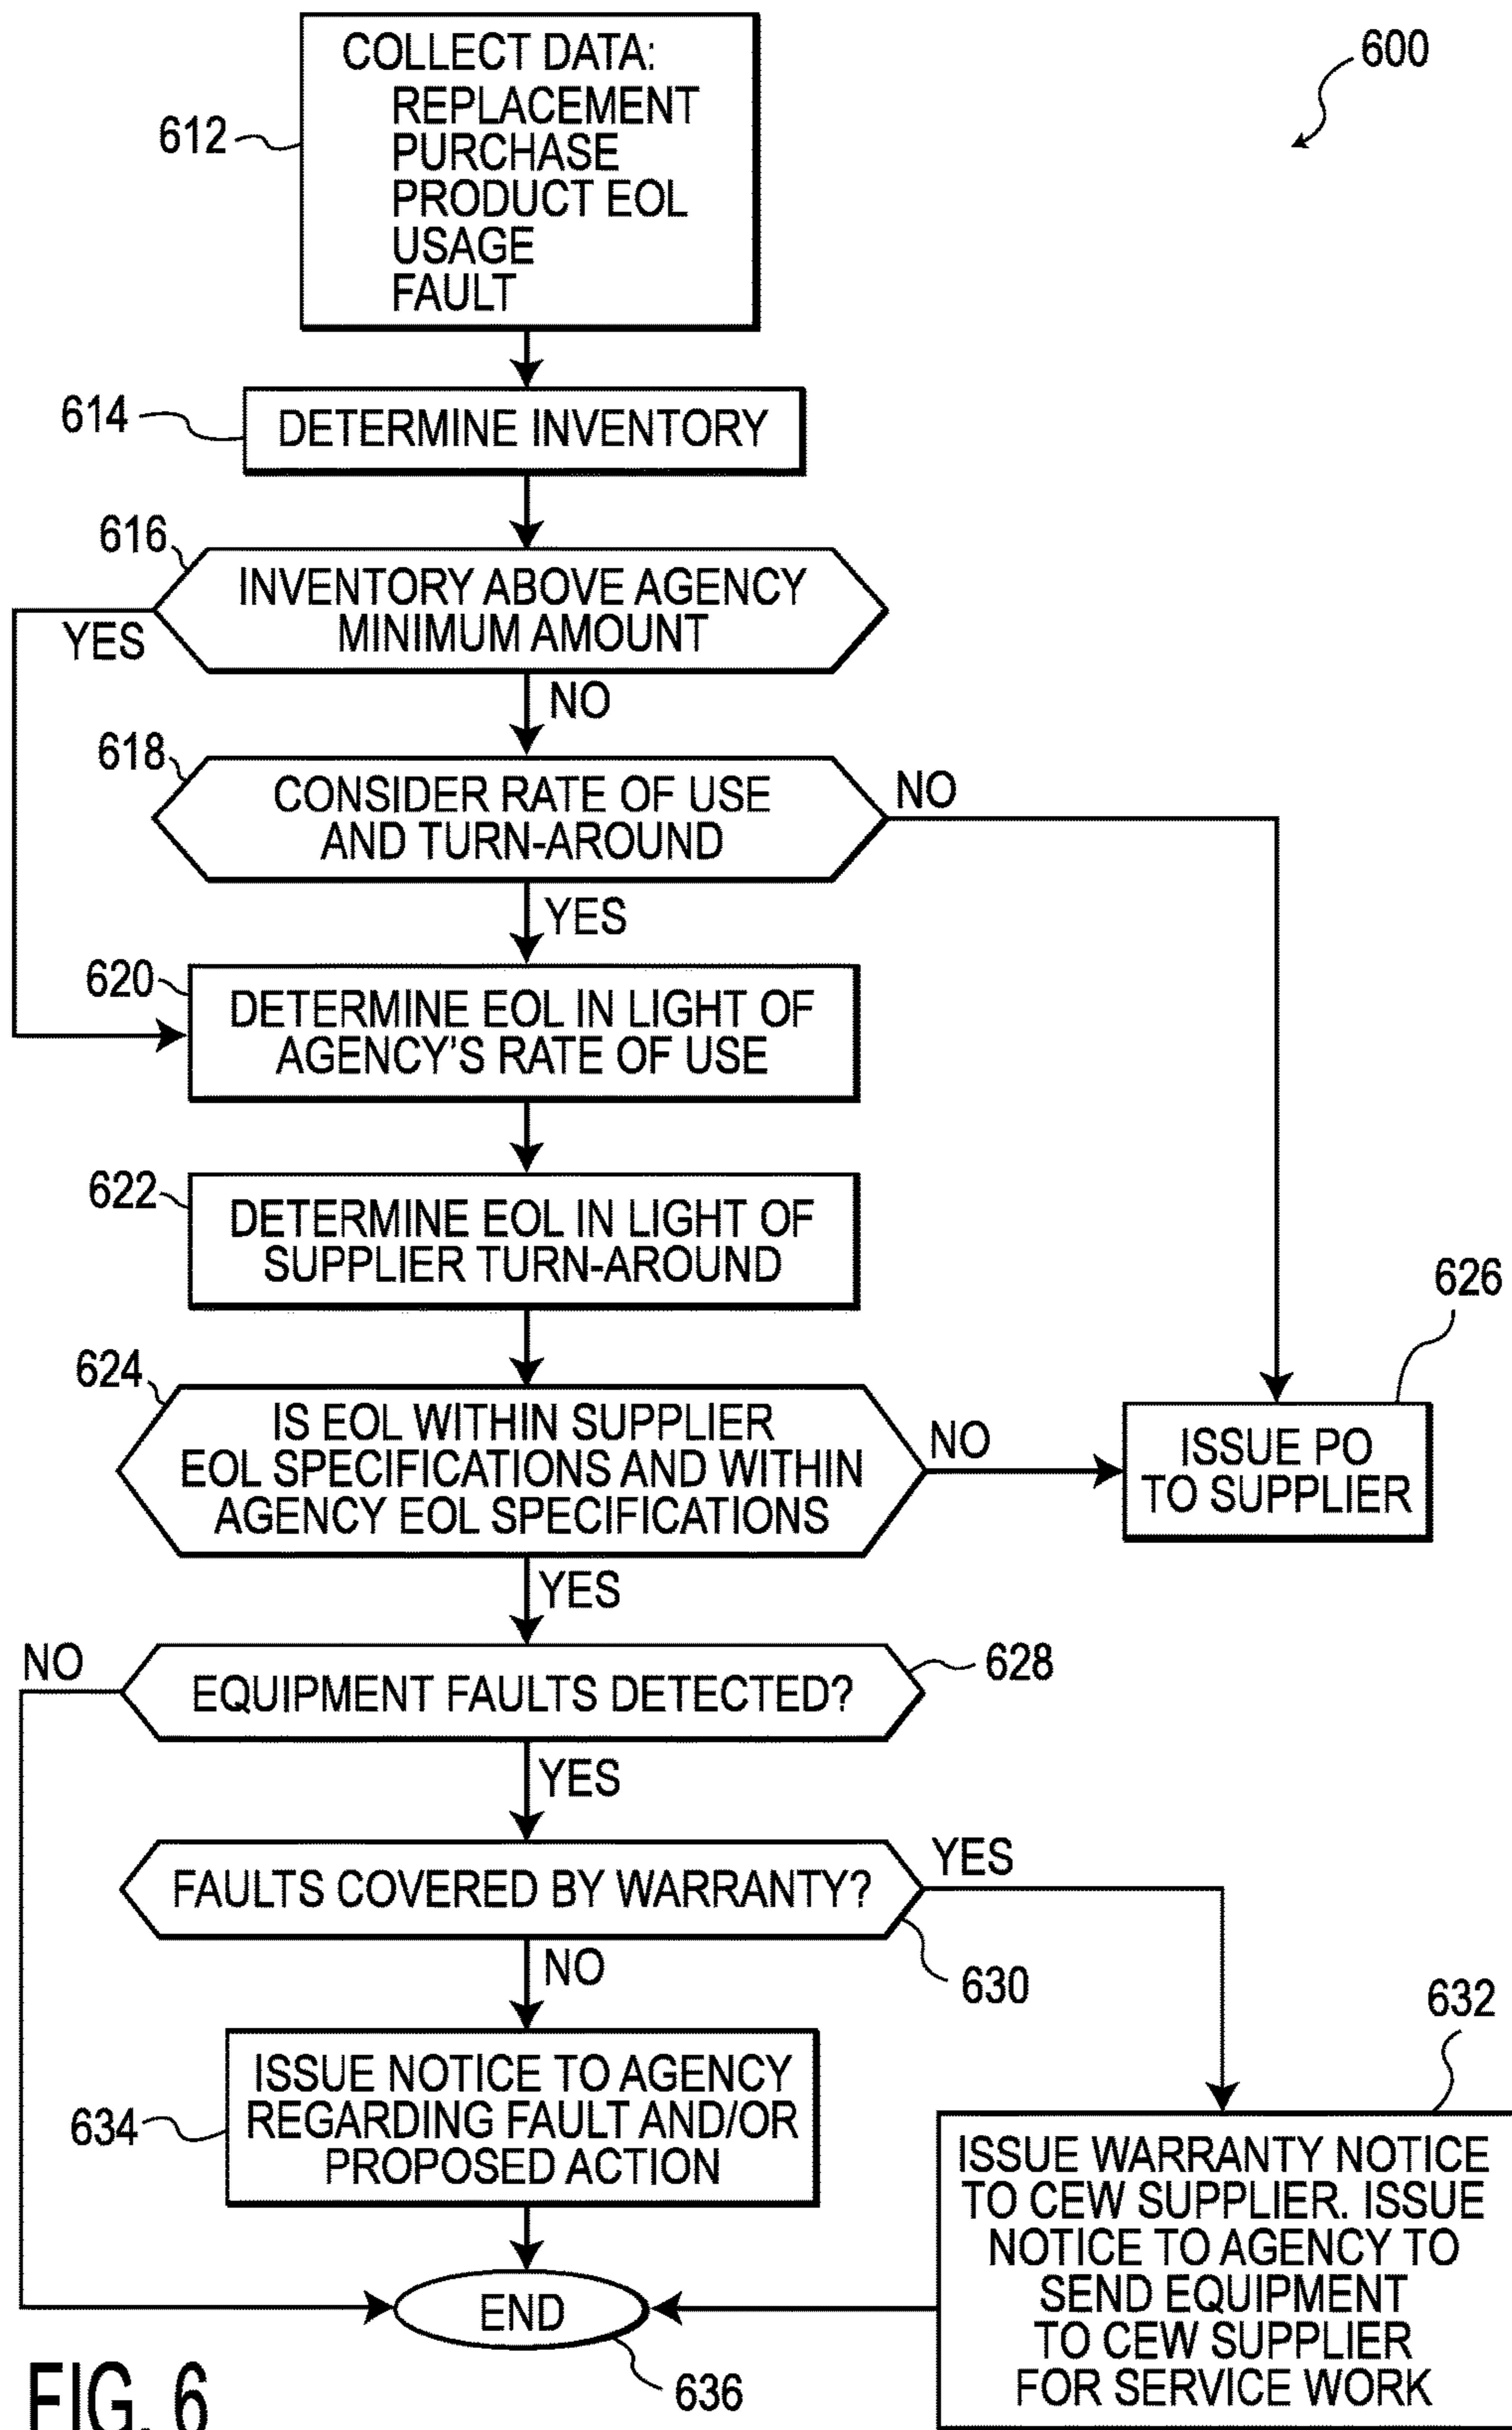 600
COLLECT DATA:
REPLACEMENT
PURCHASE
PRODUCT EOL
USAGE
FAULT
612
614
DETERMINE INVENTORY
616
INVENTORY ABOVE AGENCY
MINIMUM AMOUNT
YES
NO
618
CONSIDER RATE OF USE
AND TURN-AROUND
NO
YES
620
DETERMINE EOL IN LIGHT OF
AGENCY'S RATE OF USE
622
DETERMINE EOL IN LIGHT OF
SUPPLIER TURN-AROUND
624
IS EOL WITHIN SUPPLIER
EOL SPECIFICATIONS AND WITHIN
AGENCY EOL SPECIFICATIONS
NO
626
ISSUE PO
TO SUPPLIER
YES
NO
EQUIPMENT FAULTS DETECTED?
628
YES
FAULTS COVERED BY WARRANTY?
YES
630
NO
632
634
ISSUE NOTICE TO AGENCY
REGARDING FAULT AND/OR
PROPOSED ACTION
ISSUE WARRANTY NOTICE
TO CEW SUPPLIER. ISSUE
NOTICE TO AGENCY TO
SEND EQUIPMENT
TO CEW SUPPLIER
FOR SERVICE WORK
END
636
FIG. 6